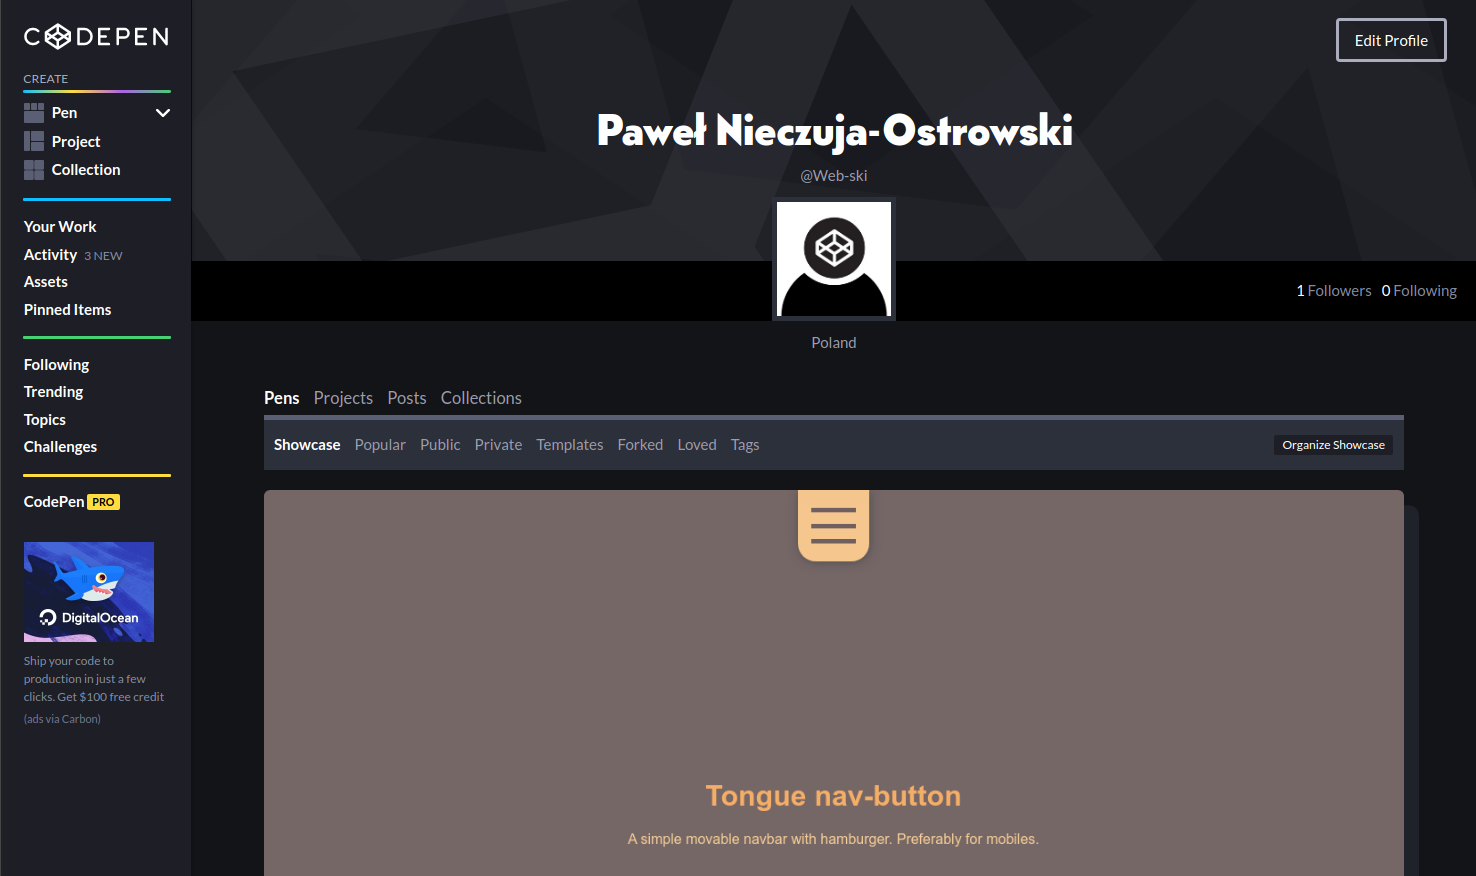 CODEPEN
CREATE
Pen
Project
Collection
Your Work
Activity 3 NEW
Assets
Pinned Items
Following
Trending
Topics
Challenges
CodePen PRO
DigitalOcean
Ship your code to
production in just a few
clicks. Get $100 free credit
(ads via Carbon)
Edit Profile
Paweł Nieczuja-Ostrowski
@Web-ski
1 Followers 0 Following
Poland
Pens Projects Posts Collections
Showcase Popular Public Private Templates Forked Loved Tags Organize Showcase
Tongue nav-button
A simple movable navbar with hamburger. Preferably for mobiles.